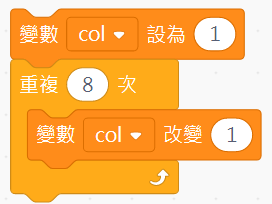 變數 col 設為 1
重複 8 次
變數 col 改變 1